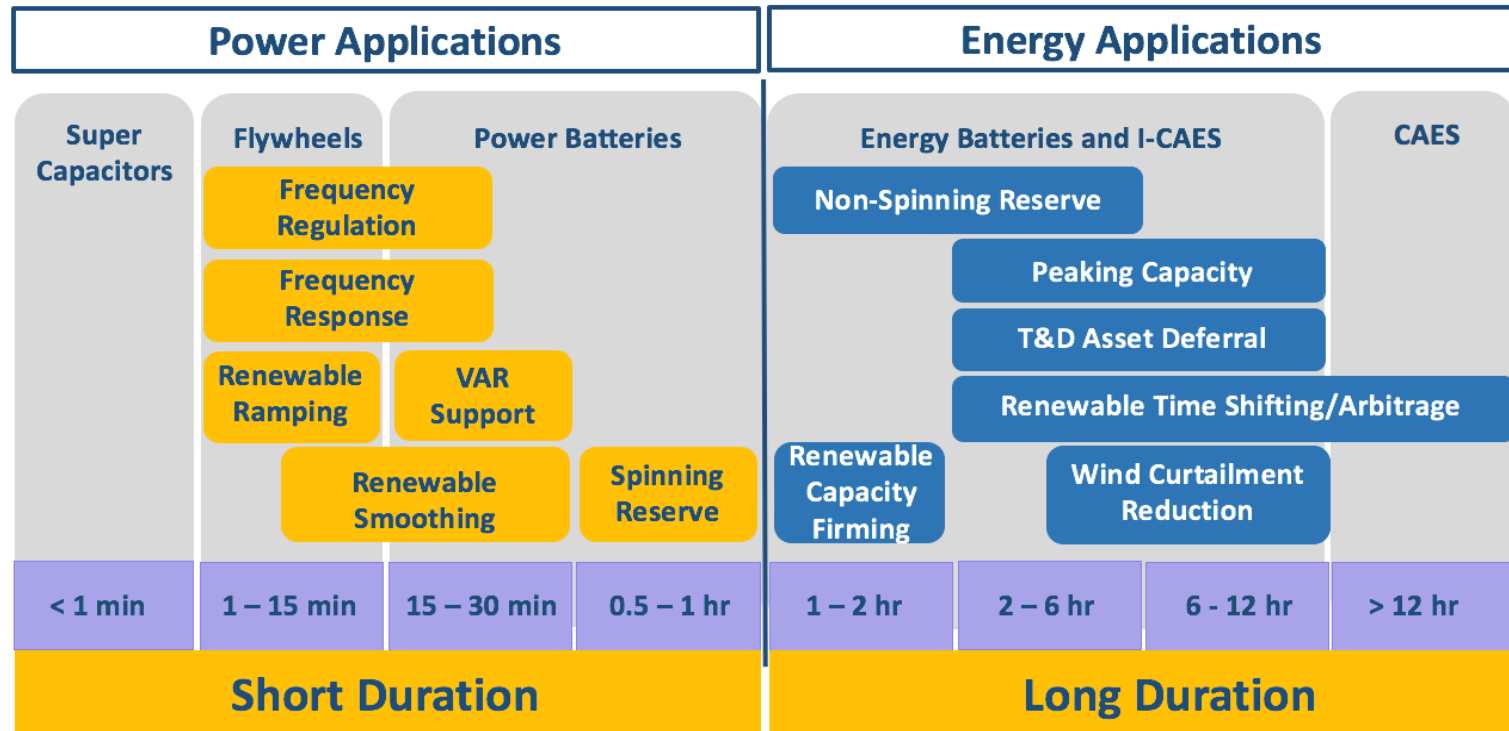 Power Applications
Energy Applications
Super
Capacitors
Flywheels
Power Batteries
Energy Batteries and I-CAES
CAES
Frequency
Regulation
Non-Spinning Reserve
Frequency
Response
Peaking Capacity
T&D Asset Deferral
Renewable
Ramping
VAR
Support
Renewable Time Shifting/Arbitrage
Renewable
Smoothing
Spinning
Reserve
Renewable
Capacity
Firming
Wind Curtailment
Reduction
< 1 min
1 – 15 min
15 – 30 min
0.5 – 1 hr
1 – 2 hr
2 – 6 hr
6 - 12 hr
> 12 hr
Short Duration
Long Duration